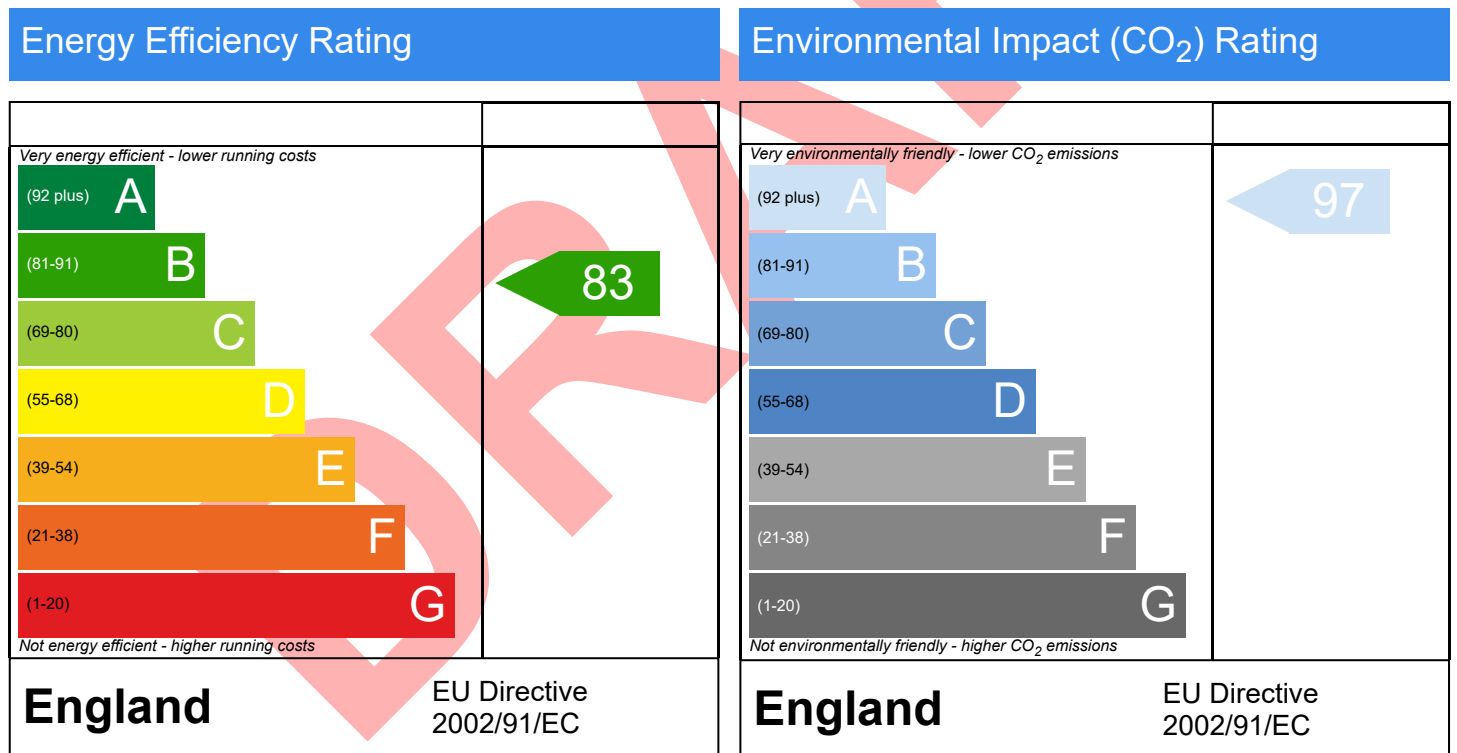 Energy Efficiency Rating
Very energy efficient - lower running costs
(92 plus) A
(81-91) B
(69-80) C
(55-68) D
(39-54) E
(21-38) F
(1-20) G
Not energy efficient - higher running costs
83
England
EU Directive
2002/91/EC
Environmental Impact (CO₂) Rating
Very environmentally friendly - lower CO₂ emissions
(92 plus) A
(81-91) B
(69-80) C
(55-68) D
(39-54) E
(21-38) F
(1-20) G
Not environmentally friendly - higher CO₂ emissions
97
England
EU Directive
2002/91/EC